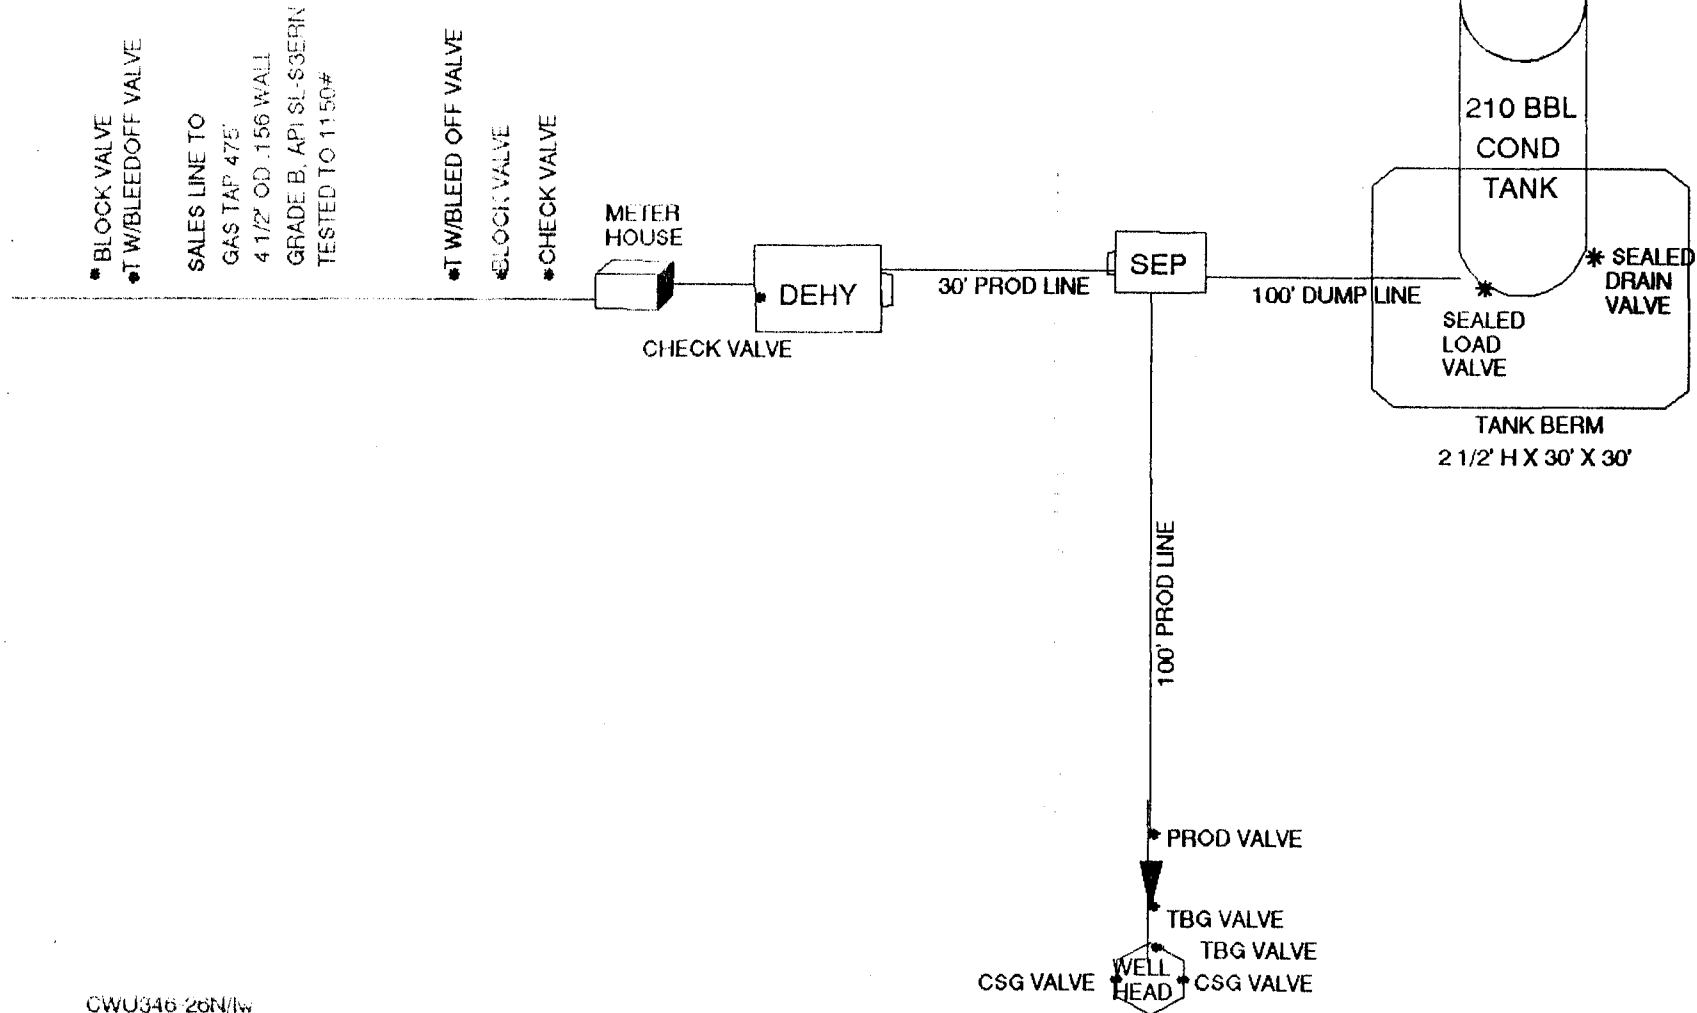 BLOCK VALVE
T W/BLEEDOFF VALVE
SALES LINE TO
GAS TAP 475'
4 1/2' OD .156 WALL
GRADE B, API SL-S3ERN
TESTED TO 1150#
T W/BLEED OFF VALVE
BLOCK VALVE
CHECK VALVE
METER
HOUSE
CHECK VALVE
DEHY
30' PROD LINE
SEP
100' DUMP LINE
210 BBL
COND
TANK
SEALED
DRAIN
VALVE
SEALED
LOAD
VALVE
TANK BERM
2 1/2' H X 30' X 30'
100' PROD LINE
PROD VALVE
TBG VALVE
TBG VALVE
CSG VALVE
WELL
HEAD
CSG VALVE
CWU346-26N/lw